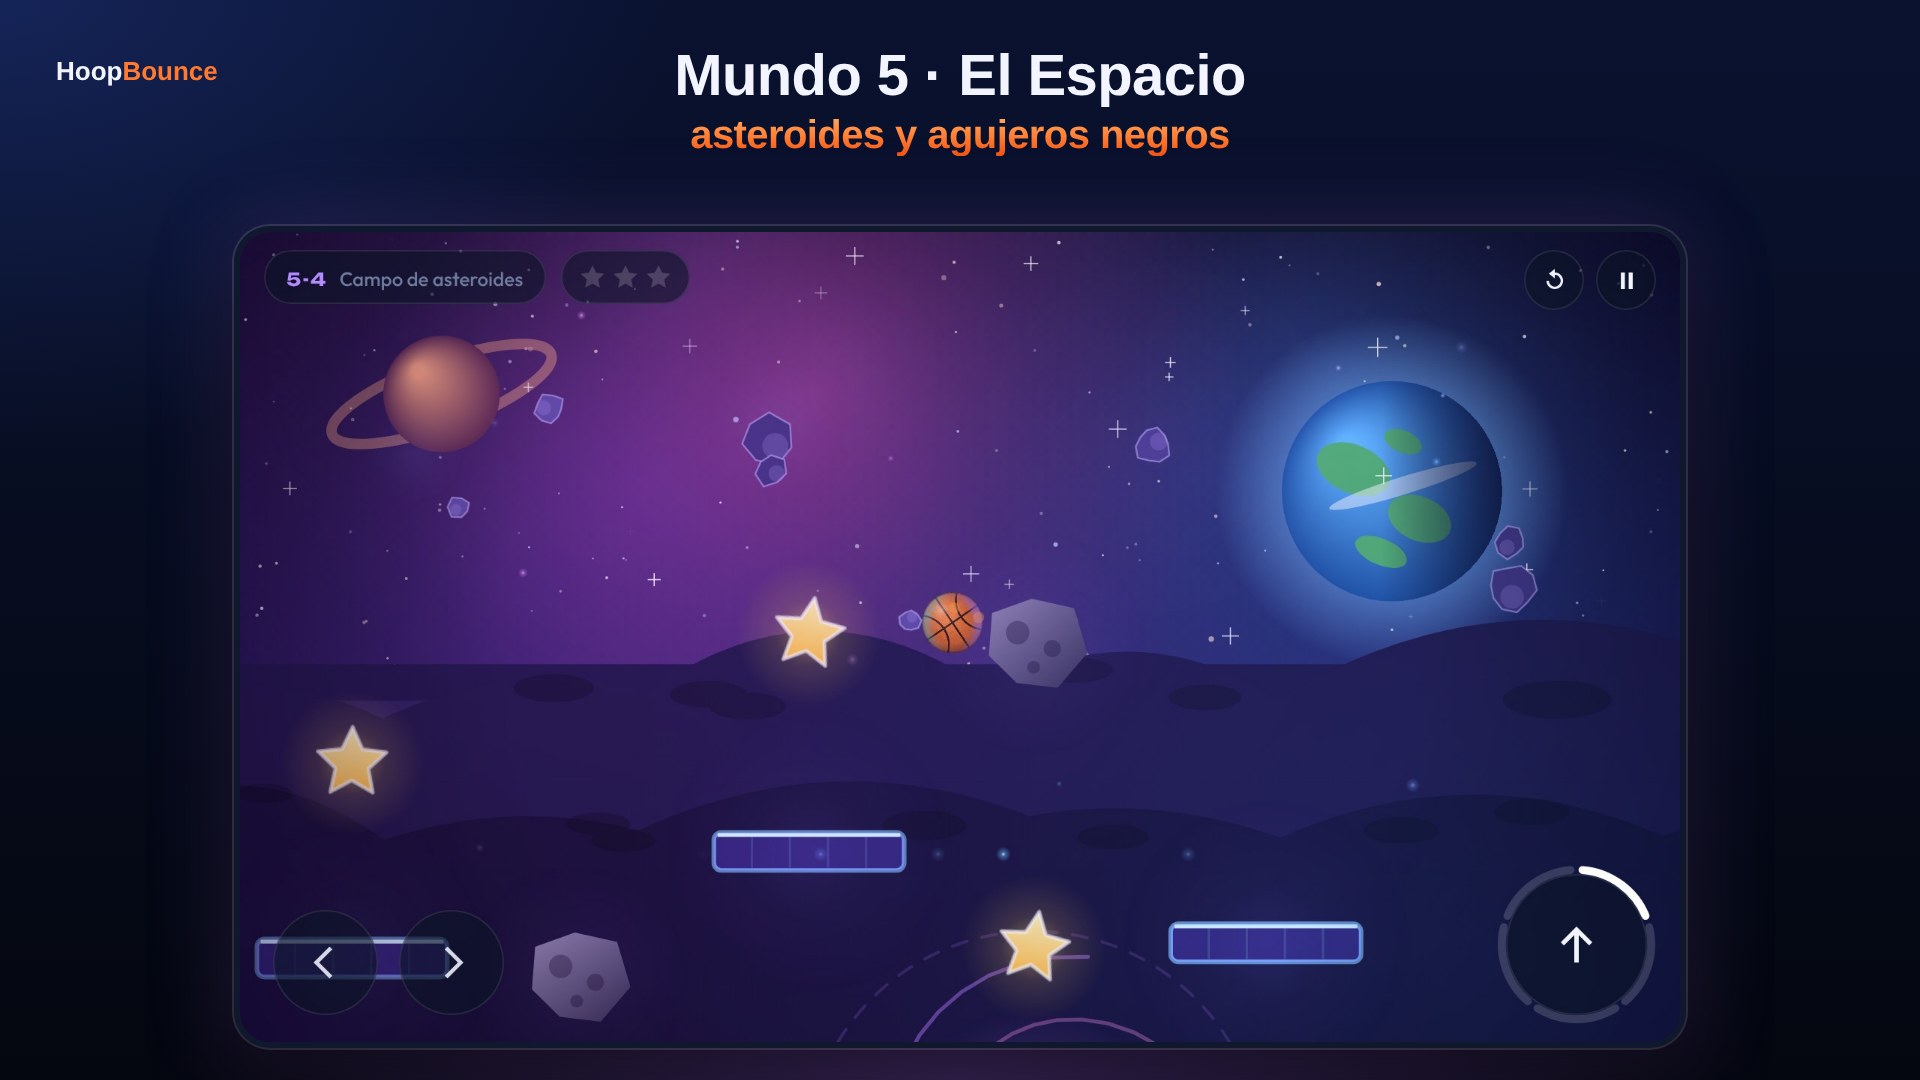 HoopBounce
Mundo 5 · El Espacio
asteroides y agujeros negros
5-4 Campo de asteroides